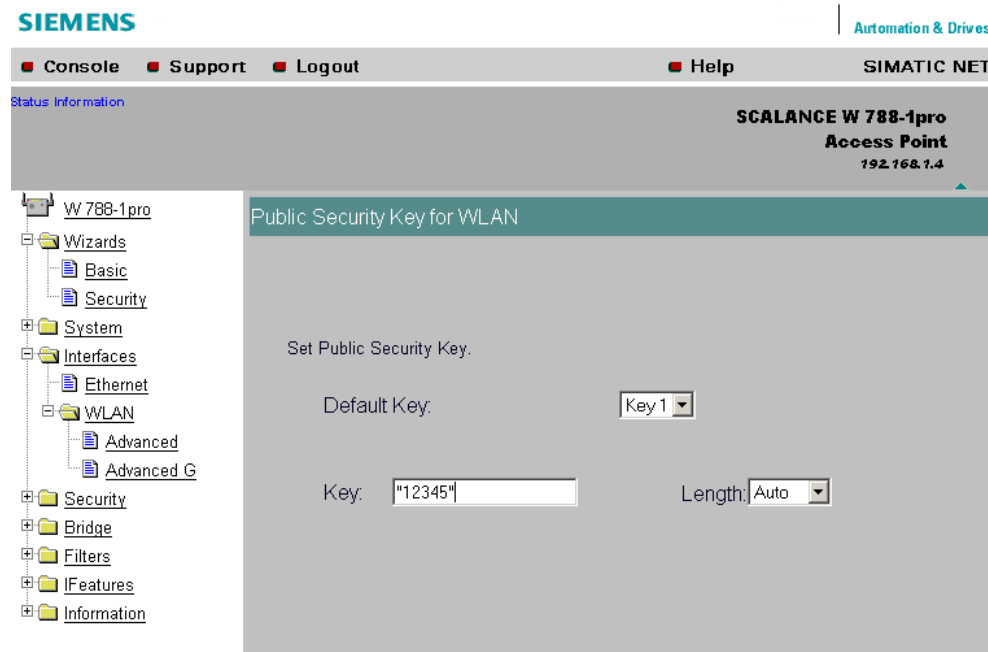 SIEMENS
Automation & Drives
Console Support Logout Help SIMATIC NET
Status Information
SCALANCE W 788-1pro
Access Point
192.168.1.4
W 788-1pro
Public Security Key for WLAN
Wizards
Basic
Security
System
Interfaces
Ethernet
WLAN
Advanced
Advanced G
Security
Bridge
Filters
IFeatures
Information
Set Public Security Key.
Default Key: Key 1
Key: "12345" Length: Auto